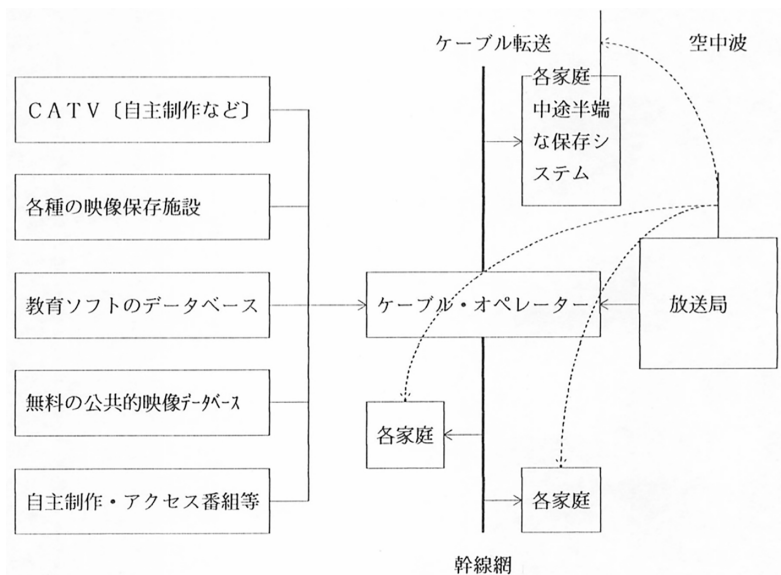 ケーブル転送
空中波
ＣＡＴＶ〔自主制作など〕
各家庭
中途半端
な保存シ
ステム
各種の映像保存施設
教育ソフトのデータベース
ケーブル・オペレーター
放送局
無料の公共的映像ﾃﾞｰﾀﾍﾞｰｽ
各家庭
自主制作・アクセス番組等
各家庭
幹線網